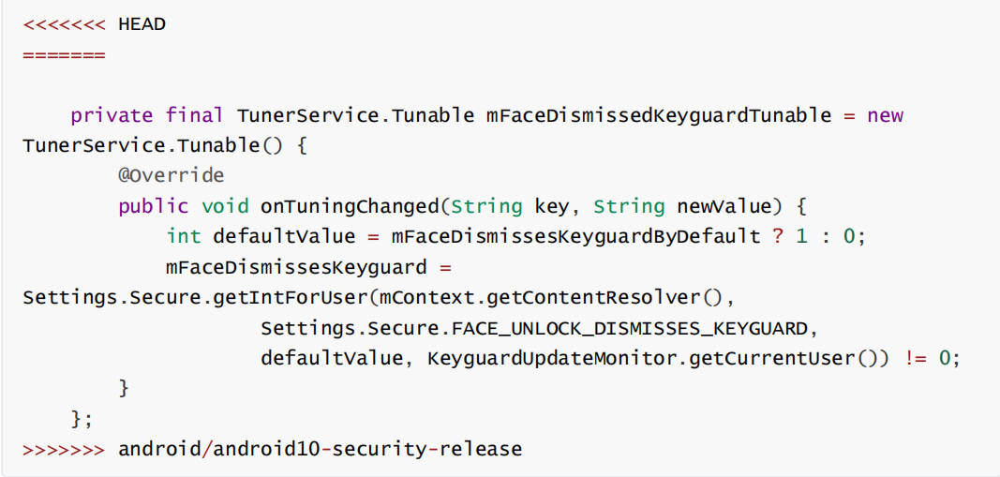 <<<<<<< HEAD
=======
private final TunerService.Tunable mFaceDismissedKeyguardTunable = new
TunerService.Tunable() {
@Override
public void onTuningChanged(String key, String newValue) {
int defaultValue = mFaceDismissesKeyguardByDefault ? 1 : 0;
mFaceDismissesKeyguard =
Settings.Secure.getIntForUser(mContext.getContentResolver(),
Settings.Secure.FACE_UNLOCK_DISMISSES_KEYGUARD,
defaultValue, KeyguardUpdateMonitor.getCurrentUser()) != 0;
}
};
>>>>>>> android/android10-security-release